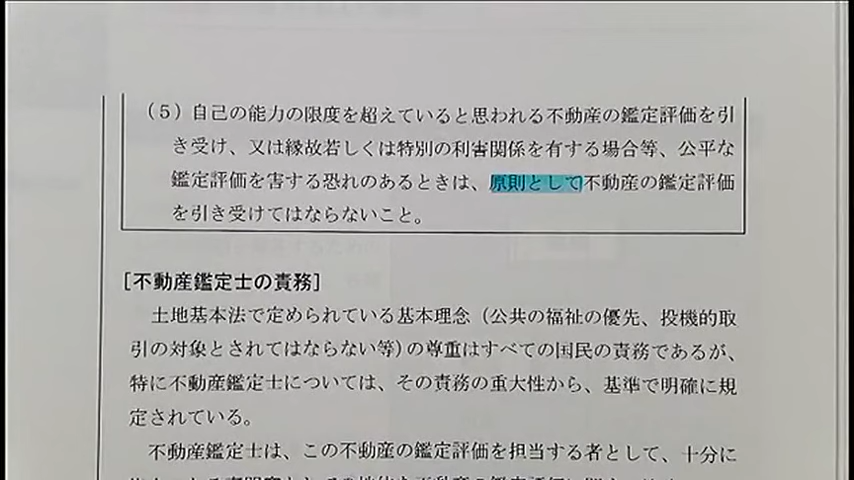 (5) 自己の能力の限度を超えていると思われる不動産の鑑定評価を引
き受け、又は縁故若しくは特別の利害関係を有する場合等、公平な
鑑定評価を害する恐れのあるときは、原則として不動産の鑑定評価
を引き受けてはならないこと。
[不動産鑑定士の責務]
土地基本法で定められている基本理念（公共の福祉の優先、投機的取
引の対象とされてはならない等）の尊重はすべての国民の責務であるが、
特に不動産鑑定士については、その責務の重大性から、基準で明確に規
定されている。
不動産鑑定士は、この不動産の鑑定評価を担当する者として、十分に